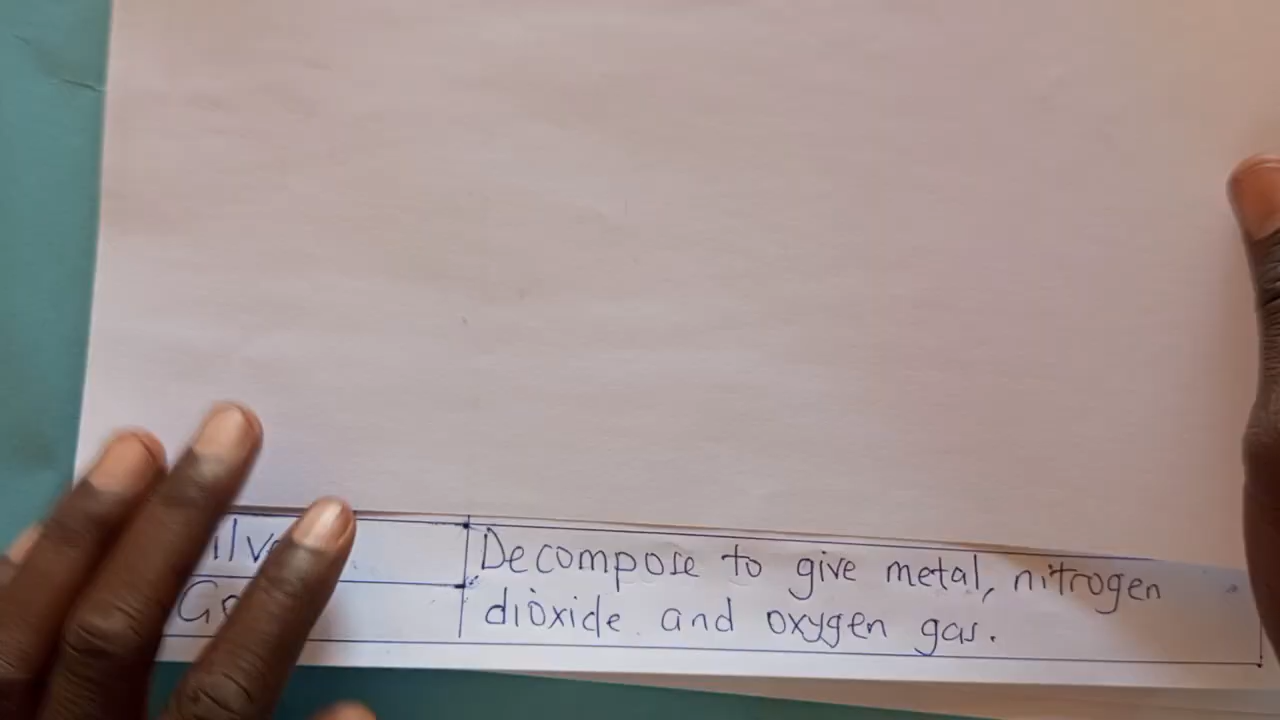 Decompose to give metal, nitrogen
dioxide and oxygen gas.